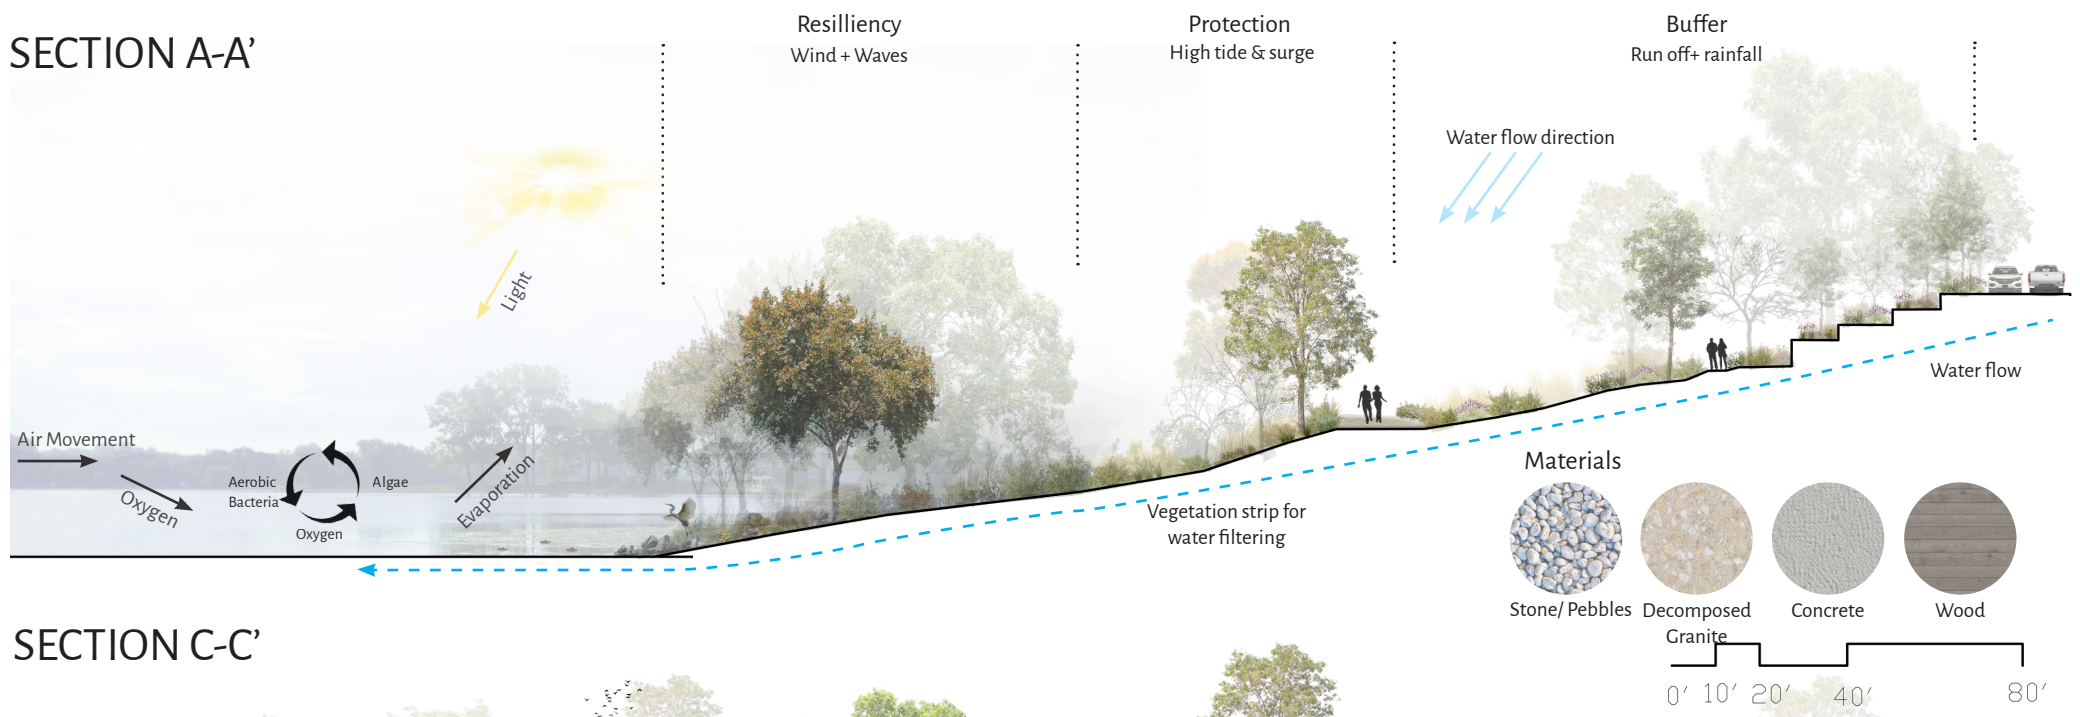 SECTION A-A’
Resilliency
Wind + Waves
Protection
High tide & surge
Buffer
Run off+ rainfall
Water flow direction
Light
Air Movement
Oxygen
Aerobic
Bacteria
Algae
Oxygen
Evaporation
Water flow
Vegetation strip for
water filtering
Materials
Stone/ Pebbles
Decomposed
Granite
Concrete
Wood
0’ 10’ 20’ 40’ 80’
SECTION C-C’